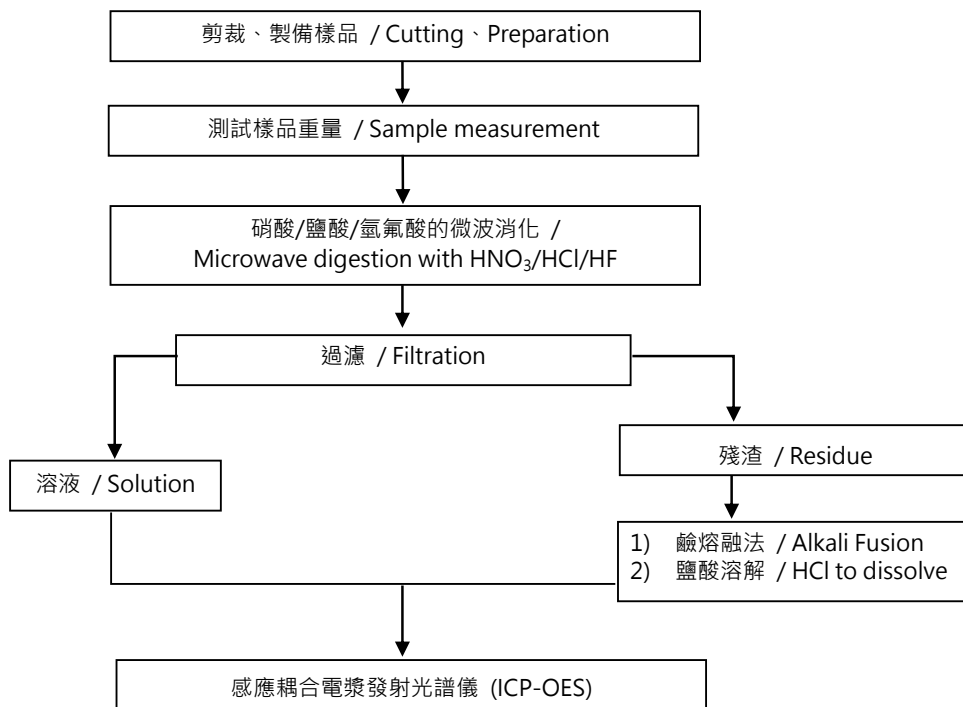 剪裁、製備樣品 / Cutting、Preparation
測試樣品重量 / Sample measurement
硝酸/鹽酸/氫氟酸的微波消化 /
Microwave digestion with HNO₃/HCl/HF
過濾 / Filtration
溶液 / Solution
殘渣 / Residue
1) 鹼熔融法 / Alkali Fusion
2) 鹽酸溶解 / HCl to dissolve
感應耦合電漿發射光譜儀 (ICP-OES)